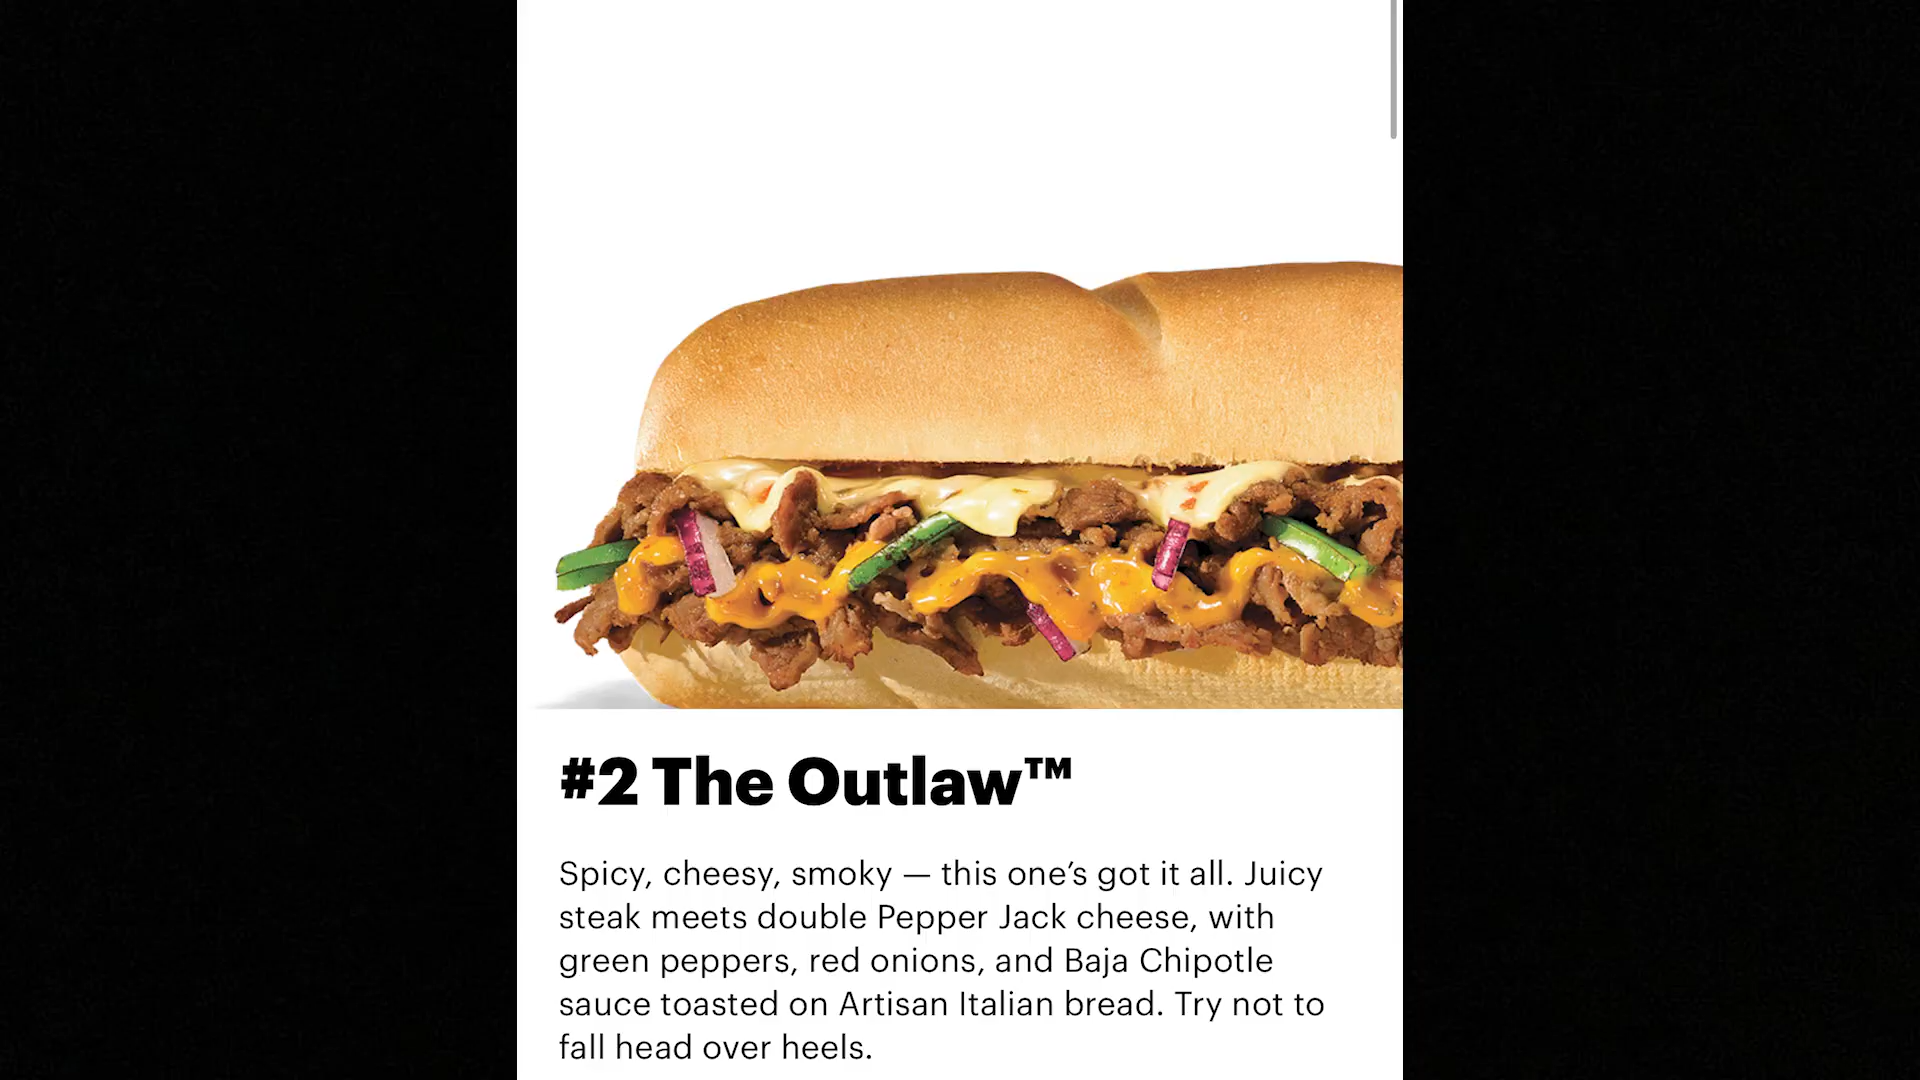 #2 The Outlaw™
Spicy, cheesy, smoky — this one’s got it all. Juicy
steak meets double Pepper Jack cheese, with
green peppers, red onions, and Baja Chipotle
sauce toasted on Artisan Italian bread. Try not to
fall head over heels.